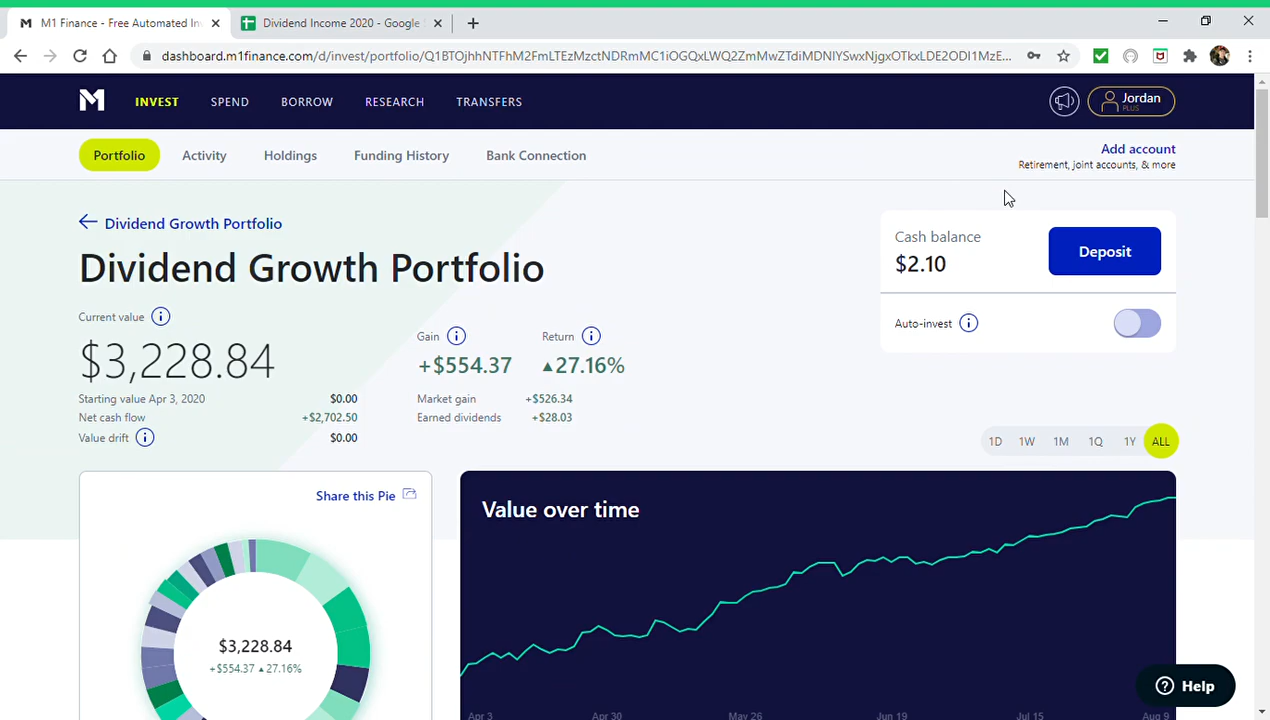 M1 Finance - Free Automated In
Dividend Income 2020 - Google S
dashboard.m1finance.com/d/invest/portfolio/
INVEST SPEND BORROW RESEARCH TRANSFERS
Jordan
PLUS
Portfolio Activity Holdings Funding History Bank Connection
Add account
Retirement, joint accounts, & more
Dividend Growth Portfolio
Dividend Growth Portfolio
Cash balance
$2.10
Deposit
Auto-invest
Current value
$3,228.84
Starting value Apr 3, 2020 $0.00
Net cash flow +$2,702.50
Value drift $0.00
Gain Return
+$554.37 ▲27.16%
Market gain +$526.34
Earned dividends +$28.03
1D 1W 1M 1Q 1Y ALL
Share this Pie
$3,228.84
+$554.37 ▲27.16%
Value over time
Apr 3 Apr 30 May 26 Jun 19 Jul 15 Aug 9
Help